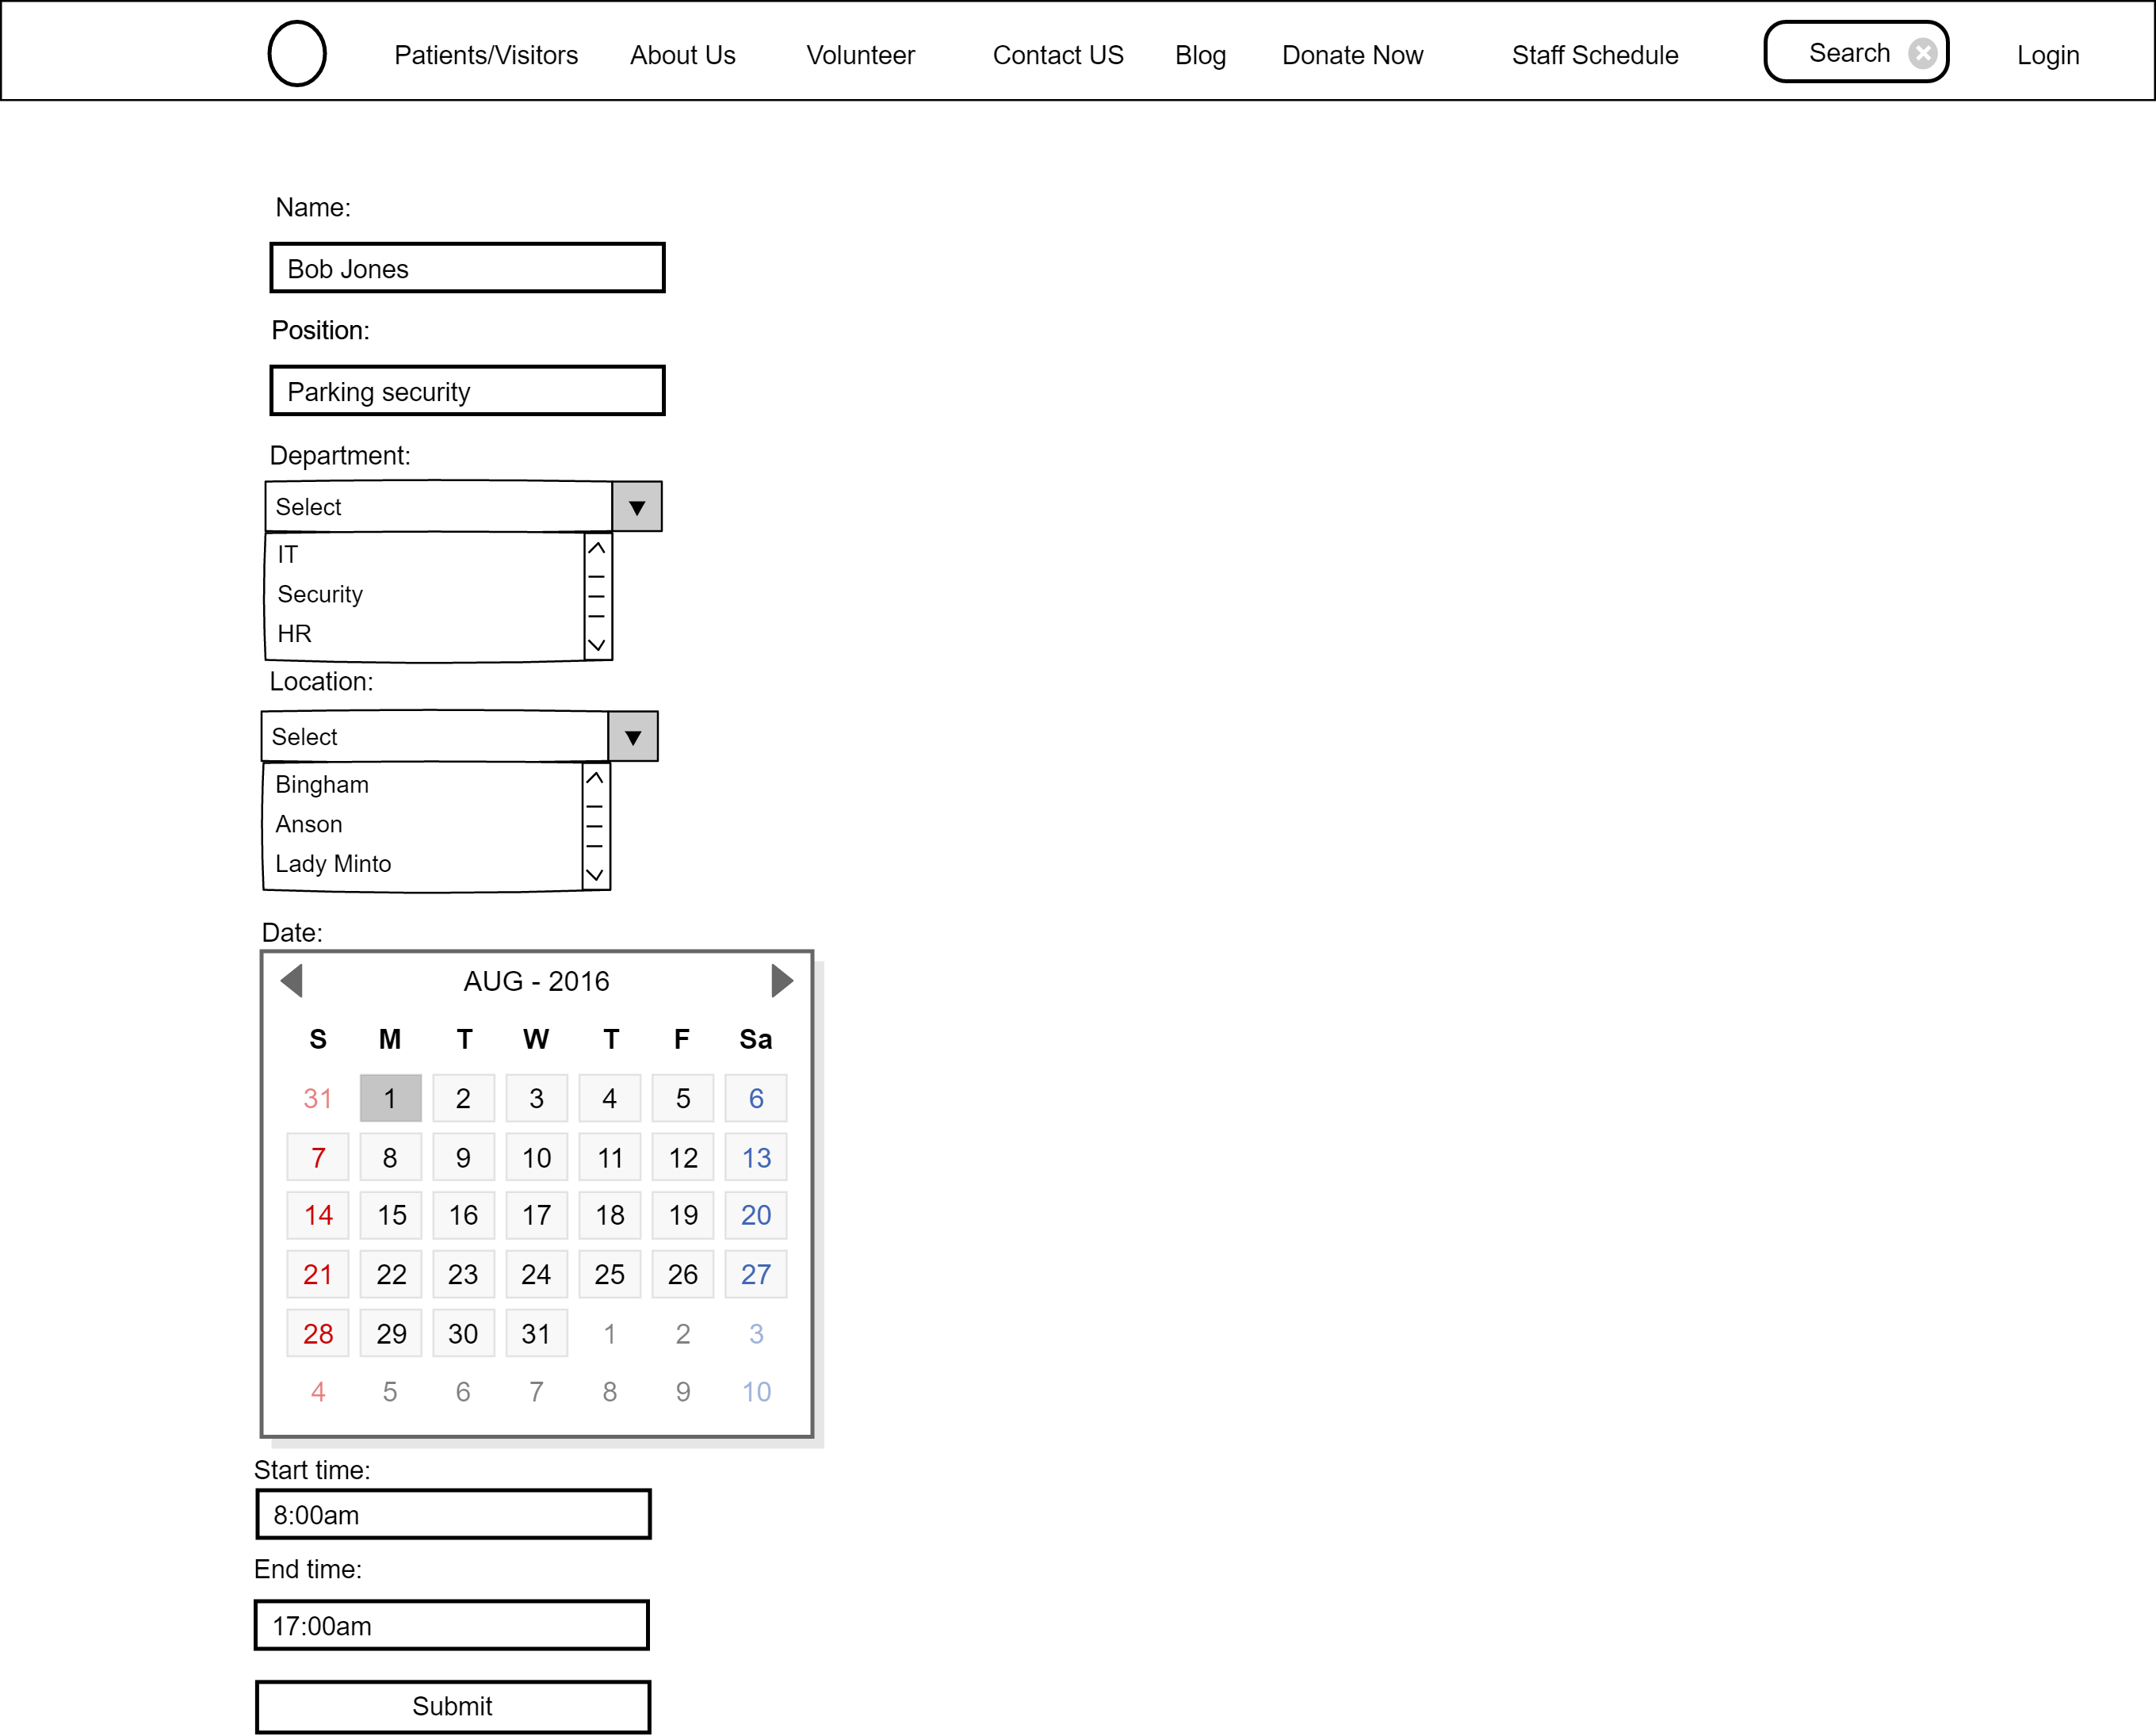 Patients/Visitors About Us Volunteer Contact US Blog Donate Now Staff Schedule Search Login
Name:
Bob Jones
Position:
Parking security
Department:
Select
IT
Security
HR
Location:
Select
Bingham
Anson
Lady Minto
Date:
AUG - 2016
S M T W T F Sa
31 1 2 3 4 5 6
7 8 9 10 11 12 13
14 15 16 17 18 19 20
21 22 23 24 25 26 27
28 29 30 31 1 2 3
4 5 6 7 8 9 10
Start time:
8:00am
End time:
17:00am
Submit